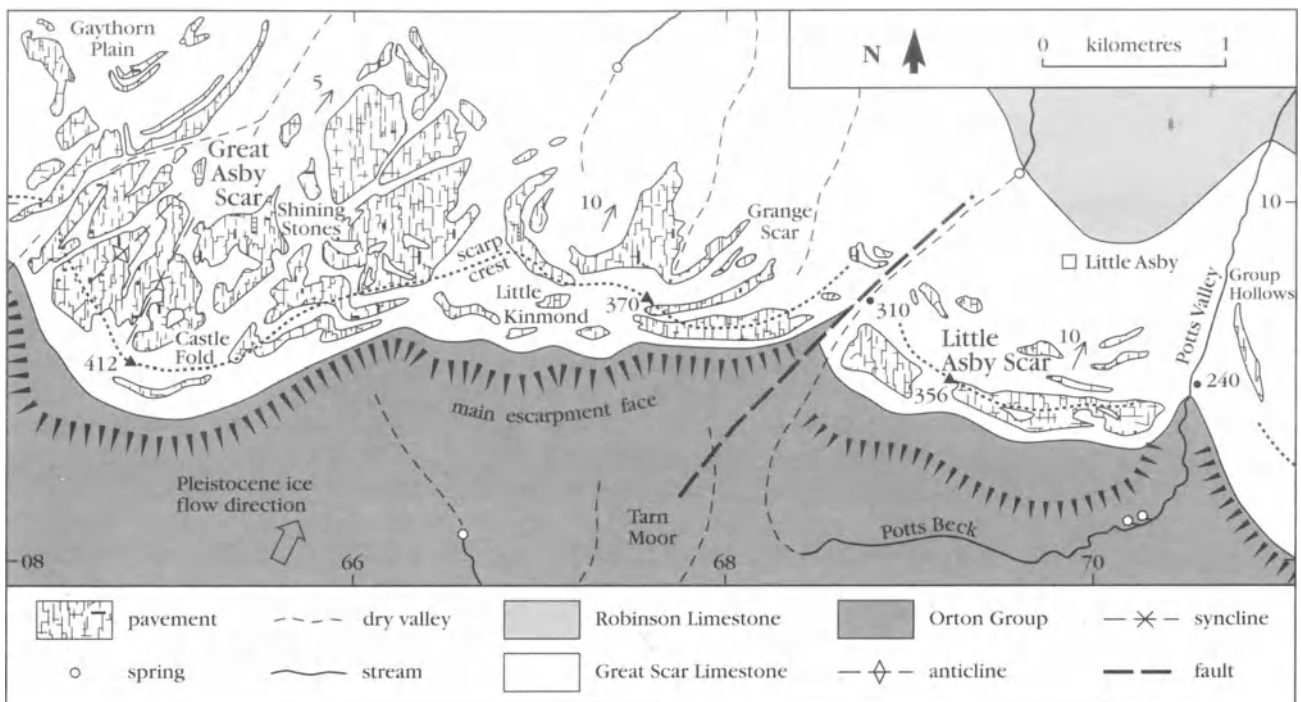 Gaythorn
Plain
N
0 kilometres 1
5
Great
Asby
Scar
Shining
Stones
10
Grange
Scar
10
scarp
crest
Little Asby
Group
Hollows
Potts Valley
Little
Kinmond
370
310
Castle
Fold
412
Little
Asby Scar
10
356
240
main escarpment face
Pleistocene ice
flow direction
Tarn
Moor
Potts Beck
08
66
68
70
pavement
dry valley
Robinson Limestone
Orton Group
syncline
spring
stream
Great Scar Limestone
anticline
fault